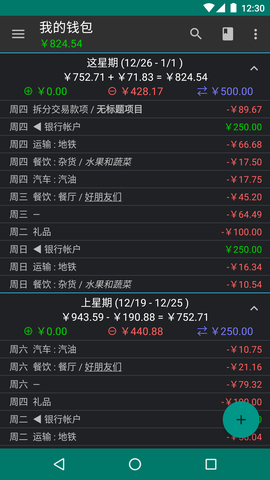 12:30
我的钱包
￥824.54
这星期 (12/26 - 1/1 )
￥752.71 + ￥71.83 = ￥824.54
￥0.00 ￥428.17 ￥500.00
周四 拆分交易款项 / 无标题项目 -￥89.67
周四 ◀ 银行帐户 ￥250.00
周四 运输 : 地铁 -￥66.68
周四 餐饮 : 杂货 / 水果和蔬菜 -￥17.50
周四 汽车 : 汽油 -￥17.75
周三 餐饮 : 餐厅 / 好朋友们 -￥45.20
周三 — -￥64.49
周二 礼品 -￥100.00
周日 ◀ 银行帐户 ￥250.00
周日 运输 : 地铁 -￥16.34
周日 餐饮 : 杂货 / 水果和蔬菜 -￥10.54
上星期 (12/19 - 12/25 )
￥943.59 - ￥190.88 = ￥752.71
￥0.00 ￥440.88 ￥250.00
周六 汽车 : 汽油 -￥10.75
周六 餐饮 : 餐厅 / 好朋友们 -￥21.16
周六 — -￥79.32
周四 礼品
周二 ◀ 银行帐户
周二 运输 : 地铁